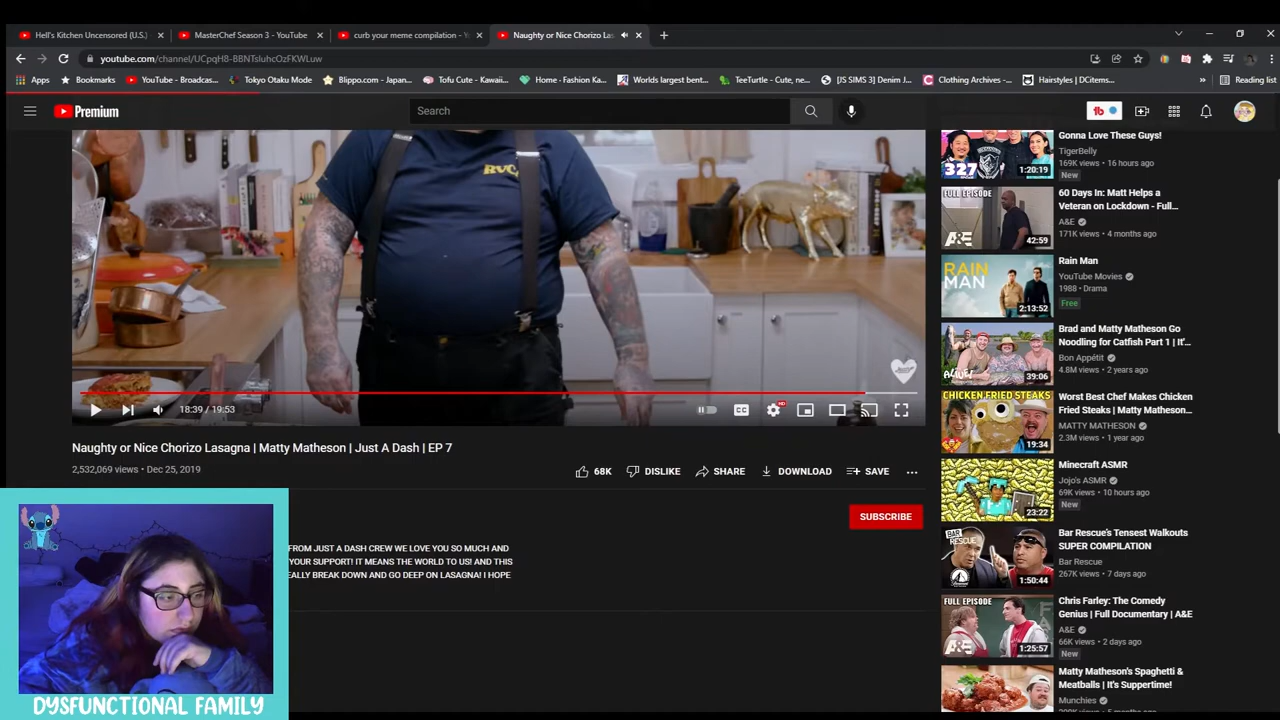 Hell's Kitchen Uncensored (U.S.)
MasterChef Season 3 - YouTube
curb your meme compilation - Y
Naughty or Nice Chorizo Las
youtube.com/channel/UCpqH8-BBNTsluhcOzFKWLuw
Apps
Bookmarks
YouTube - Broadcas...
Tokyo Otaku Mode
Blippo.com - Japan...
Tofu Cute - Kawaii...
Home - Fashion Ka...
Worlds largest bent...
TeeTurtle - Cute, ne...
[JS SIMS 3] Denim J...
Clothing Archives -...
Hairstyles | DCitems...
»
Reading list
Premium
Search
tb
RVCA
18:39 / 19:53
CC
HD
Naughty or Nice Chorizo Lasagna | Matty Matheson | Just A Dash | EP 7
2,532,069 views • Dec 25, 2019
68K
DISLIKE
SHARE
DOWNLOAD
SAVE
SUBSCRIBE
FROM JUST A DASH CREW WE LOVE YOU SO MUCH AND
YOUR SUPPORT! IT MEANS THE WORLD TO US! AND THIS
ALLY BREAK DOWN AND GO DEEP ON LASAGNA! I HOPE
DYSFUNCTIONAL FAMILY
327
1:20:19
Gonna Love These Guys!
TigerBelly
169K views • 16 hours ago
New
FULL EPISODE
A&E
42:59
60 Days In: Matt Helps a
Veteran on Lockdown - Full...
A&E
171K views • 4 months ago
RAIN
MAN
2:13:52
Rain Man
YouTube Movies
1988 • Drama
Free
ALIVE!
39:06
Brad and Matty Matheson Go
Noodling for Catfish Part 1 | It'...
Bon Appétit
4.8M views • 2 years ago
CHICKEN FRIED STEAKS
19:34
Worst Best Chef Makes Chicken
Fried Steaks | Matty Matheson...
MATTY MATHESON
2.3M views • 1 year ago
23:22
Minecraft ASMR
Jojo's ASMR
69K views • 10 hours ago
New
BAR
RESCUE
1:50:44
Bar Rescue's Tensest Walkouts
SUPER COMPILATION
Bar Rescue
267K views • 7 days ago
FULL EPISODE
A&E
1:25:57
Chris Farley: The Comedy
Genius | Full Documentary | A&E
A&E
66K views • 2 days ago
New
Matty Matheson's Spaghetti &
Meatballs | It's Suppertime!
Munchies